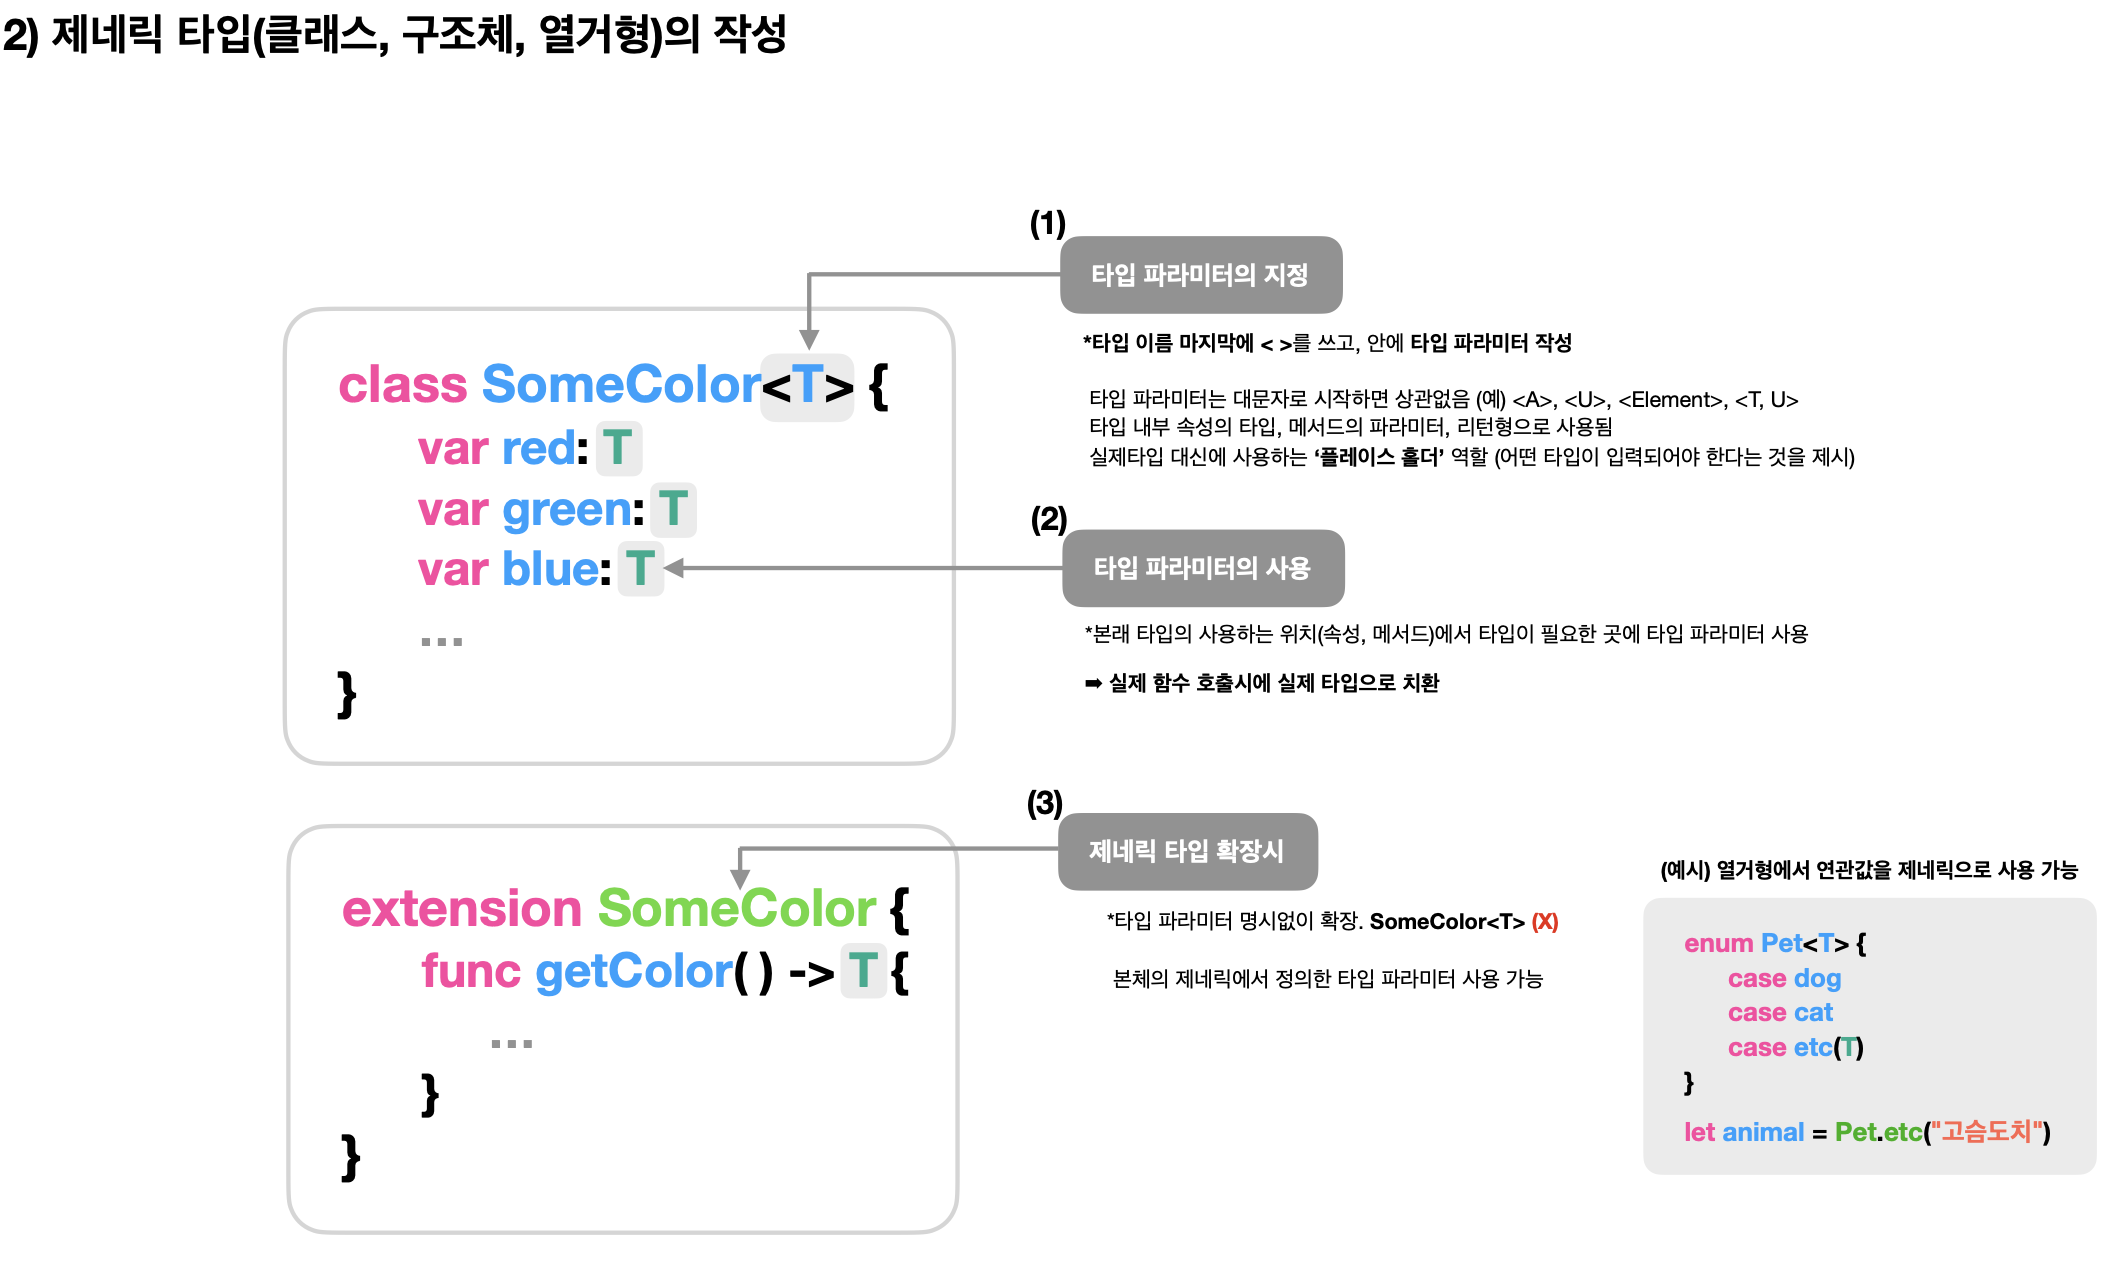 2) 제네릭 타입(클래스, 구조체, 열거형)의 작성
class SomeColor<T> {
var red: T
var green: T
var blue: T
...
}
(1)
타입 파라미터의 지정
*타입 이름 마지막에 < >를 쓰고, 안에 타입 파라미터 작성
타입 파라미터는 대문자로 시작하면 상관없음 (예) <A>, <U>, <Element>, <T, U>
타입 내부 속성의 타입, 메서드의 파라미터, 리턴형으로 사용됨
실제타입 대신에 사용하는 ‘플레이스 홀더’ 역할 (어떤 타입이 입력되어야 한다는 것을 제시)
(2)
타입 파라미터의 사용
*본래 타입의 사용하는 위치(속성, 메서드)에서 타입이 필요한 곳에 타입 파라미터 사용
➡ 실제 함수 호출시에 실제 타입으로 치환
extension SomeColor {
func getColor( ) -> T {
...
}
}
(3)
제네릭 타입 확장시
*타입 파라미터 명시없이 확장. SomeColor<T> (X)
본체의 제네릭에서 정의한 타입 파라미터 사용 가능
(예시) 열거형에서 연관값을 제네릭으로 사용 가능
enum Pet<T> {
case dog
case cat
case etc(T)
}
let animal = Pet.etc("고슴도치")